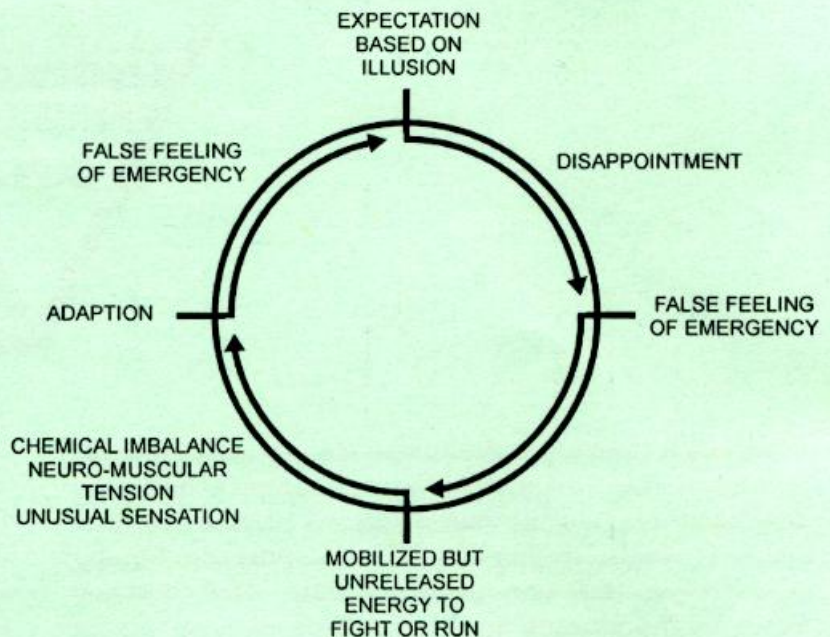 EXPECTATION
BASED ON
ILLUSION
DISAPPOINTMENT
FALSE FEELING
OF EMERGENCY
MOBILIZED BUT
UNRELEASED
ENERGY TO
FIGHT OR RUN
CHEMICAL IMBALANCE
NEURO-MUSCULAR
TENSION
UNUSUAL SENSATION
ADAPTION
FALSE FEELING
OF EMERGENCY